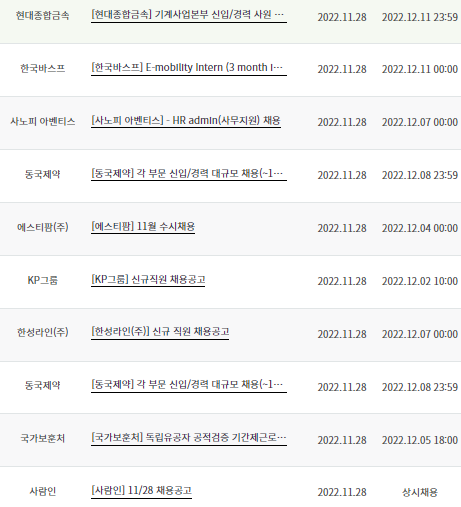 현대종합금속 [현대종합금속] 기계사업본부 신입/경력 사원 … 2022.11.28 2022.12.11 23:59
한국바스프 [한국바스프] E-mobility Intern (3 month i… 2022.11.28 2022.12.11 00:00
사노피 아벤티스 [사노피 아벤티스] - HR admin(사무지원) 채용 2022.11.28 2022.12.07 00:00
동국제약 [동국제약] 각 부문 신입/경력 대규모 채용(~1… 2022.11.28 2022.12.08 23:59
에스티팜(주) [에스티팜] 11월 수시채용 2022.11.28 2022.12.04 00:00
KP그룹 [KP그룹] 신규직원 채용공고 2022.11.28 2022.12.02 10:00
한성라인(주) [한성라인(주)] 신규 직원 채용공고 2022.11.28 2022.12.07 00:00
동국제약 [동국제약] 각 부문 신입/경력 대규모 채용(~1… 2022.11.28 2022.12.08 23:59
국가보훈처 [국가보훈처] 독립유공자 공적검증 기간제근로… 2022.11.28 2022.12.05 18:00
사람인 [사람인] 11/28 채용공고 2022.11.28 상시채용